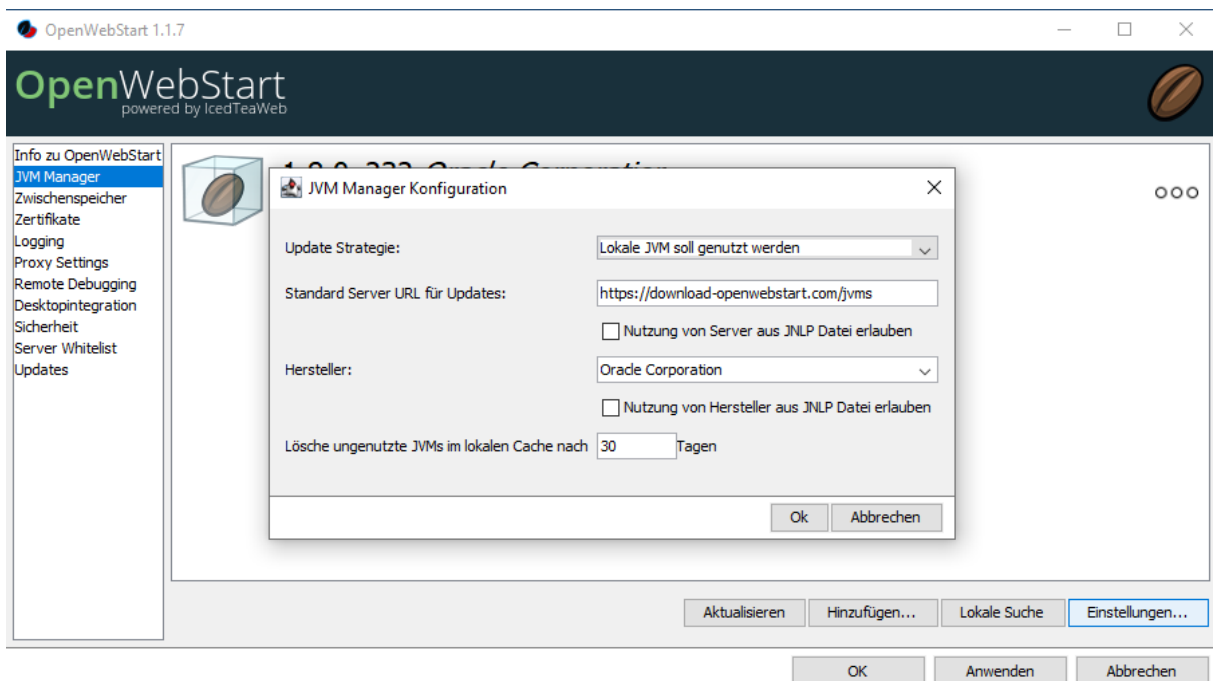 OpenWebStart 1.1.7
OpenWebStart
powered by IcedTeaWeb
Info zu OpenWebStart
JVM Manager
Zwischenspeicher
Zertifikate
Logging
Proxy Settings
Remote Debugging
Desktopintegration
Sicherheit
Server Whitelist
Updates
JVM Manager Konfiguration
Update Strategie: Lokale JVM soll genutzt werden
Standard Server URL für Updates: https://download-openwebstart.com/jvms
Nutzung von Server aus JNLP Datei erlauben
Hersteller: Oracle Corporation
Nutzung von Hersteller aus JNLP Datei erlauben
Lösche ungenutzte JVMs im lokalen Cache nach 30 Tagen
Ok Abbrechen
Aktualisieren Hinzufügen... Lokale Suche Einstellungen...
OK Anwenden Abbrechen